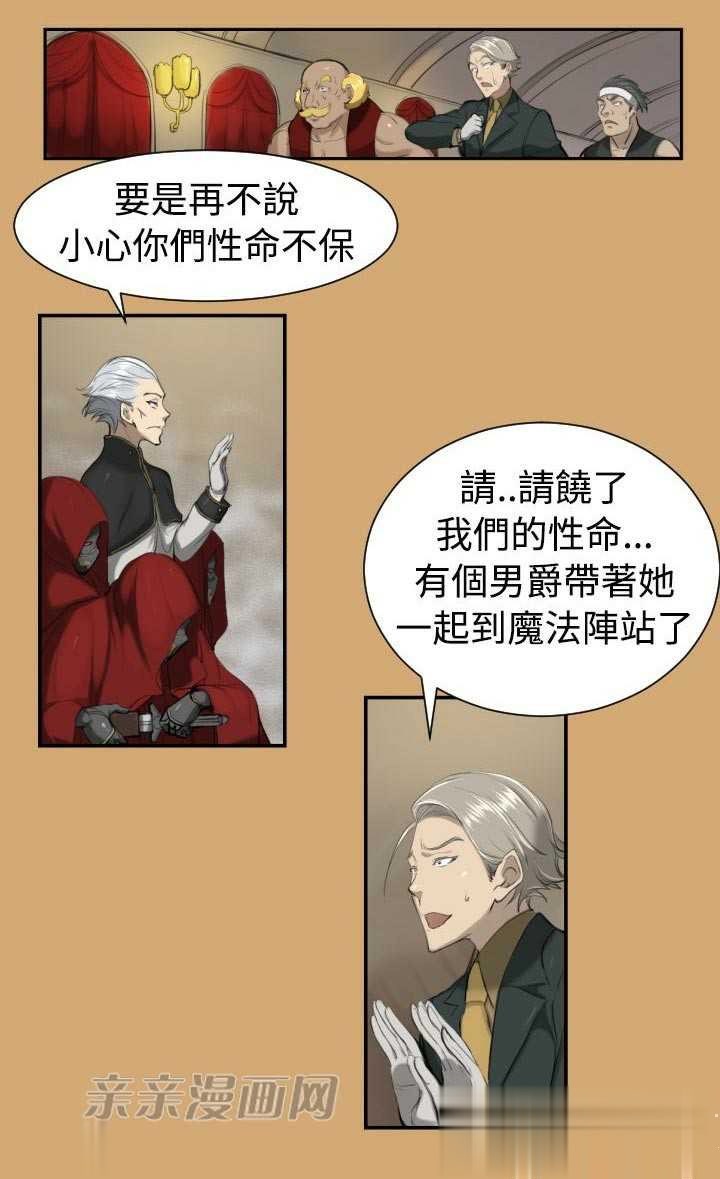 要是再不說
小心你們性命不保
請..請饒了
我們的性命...
有個男爵帶著她
一起到魔法陣站了
亲亲漫画网